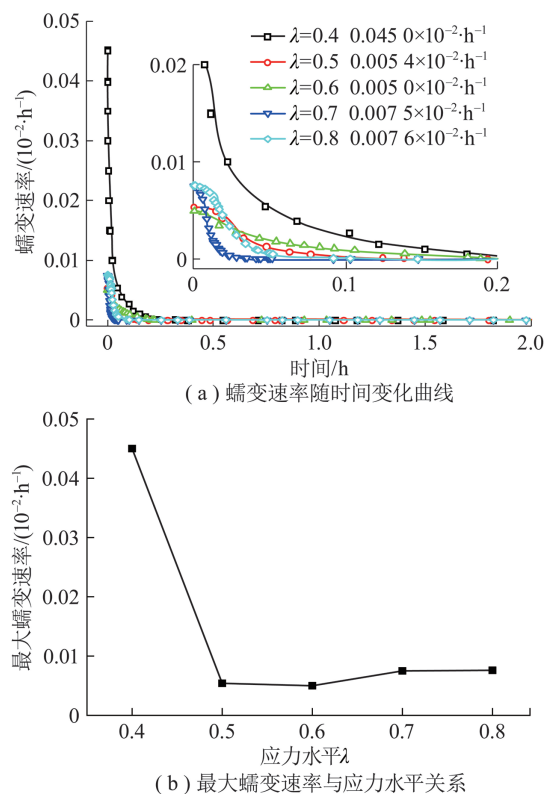 0.05
0.04
0.03
0.02
0.01
0
蠕变速率/(10⁻²·h⁻¹)
λ=0.4 0.045 0×10⁻²·h⁻¹
λ=0.5 0.005 4×10⁻²·h⁻¹
λ=0.6 0.005 0×10⁻²·h⁻¹
λ=0.7 0.007 5×10⁻²·h⁻¹
λ=0.8 0.007 6×10⁻²·h⁻¹
0.02
0.01
0
0 0.1 0.2
0 0.5 1.0 1.5 2.0
时间/h
( a ) 蠕变速率随时间变化曲线
0.05
0.04
0.03
0.02
0.01
0
最大蠕变速率/(10⁻²·h⁻¹)
0.4 0.5 0.6 0.7 0.8
应力水平λ
( b ) 最大蠕变速率与应力水平关系